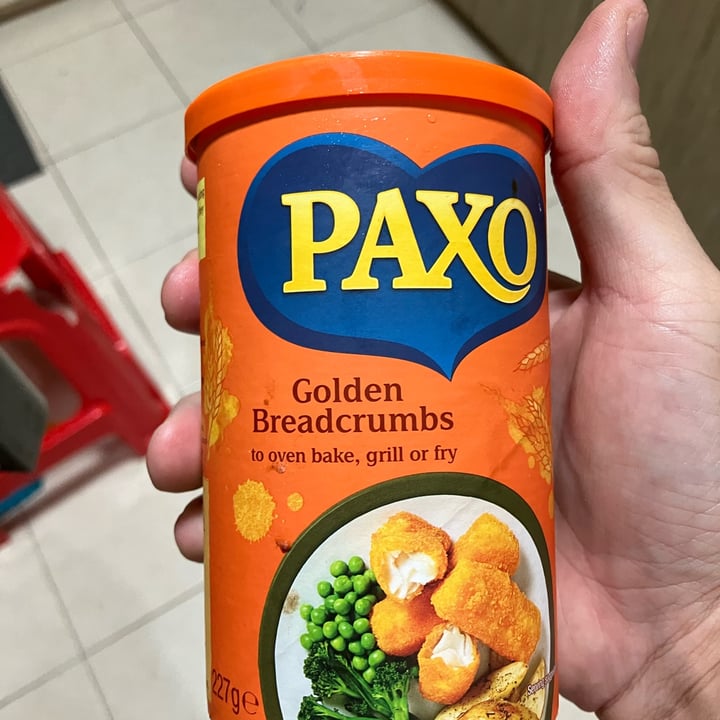 PAXO
Golden
Breadcrumbs
to oven bake, grill or fry
227g℮